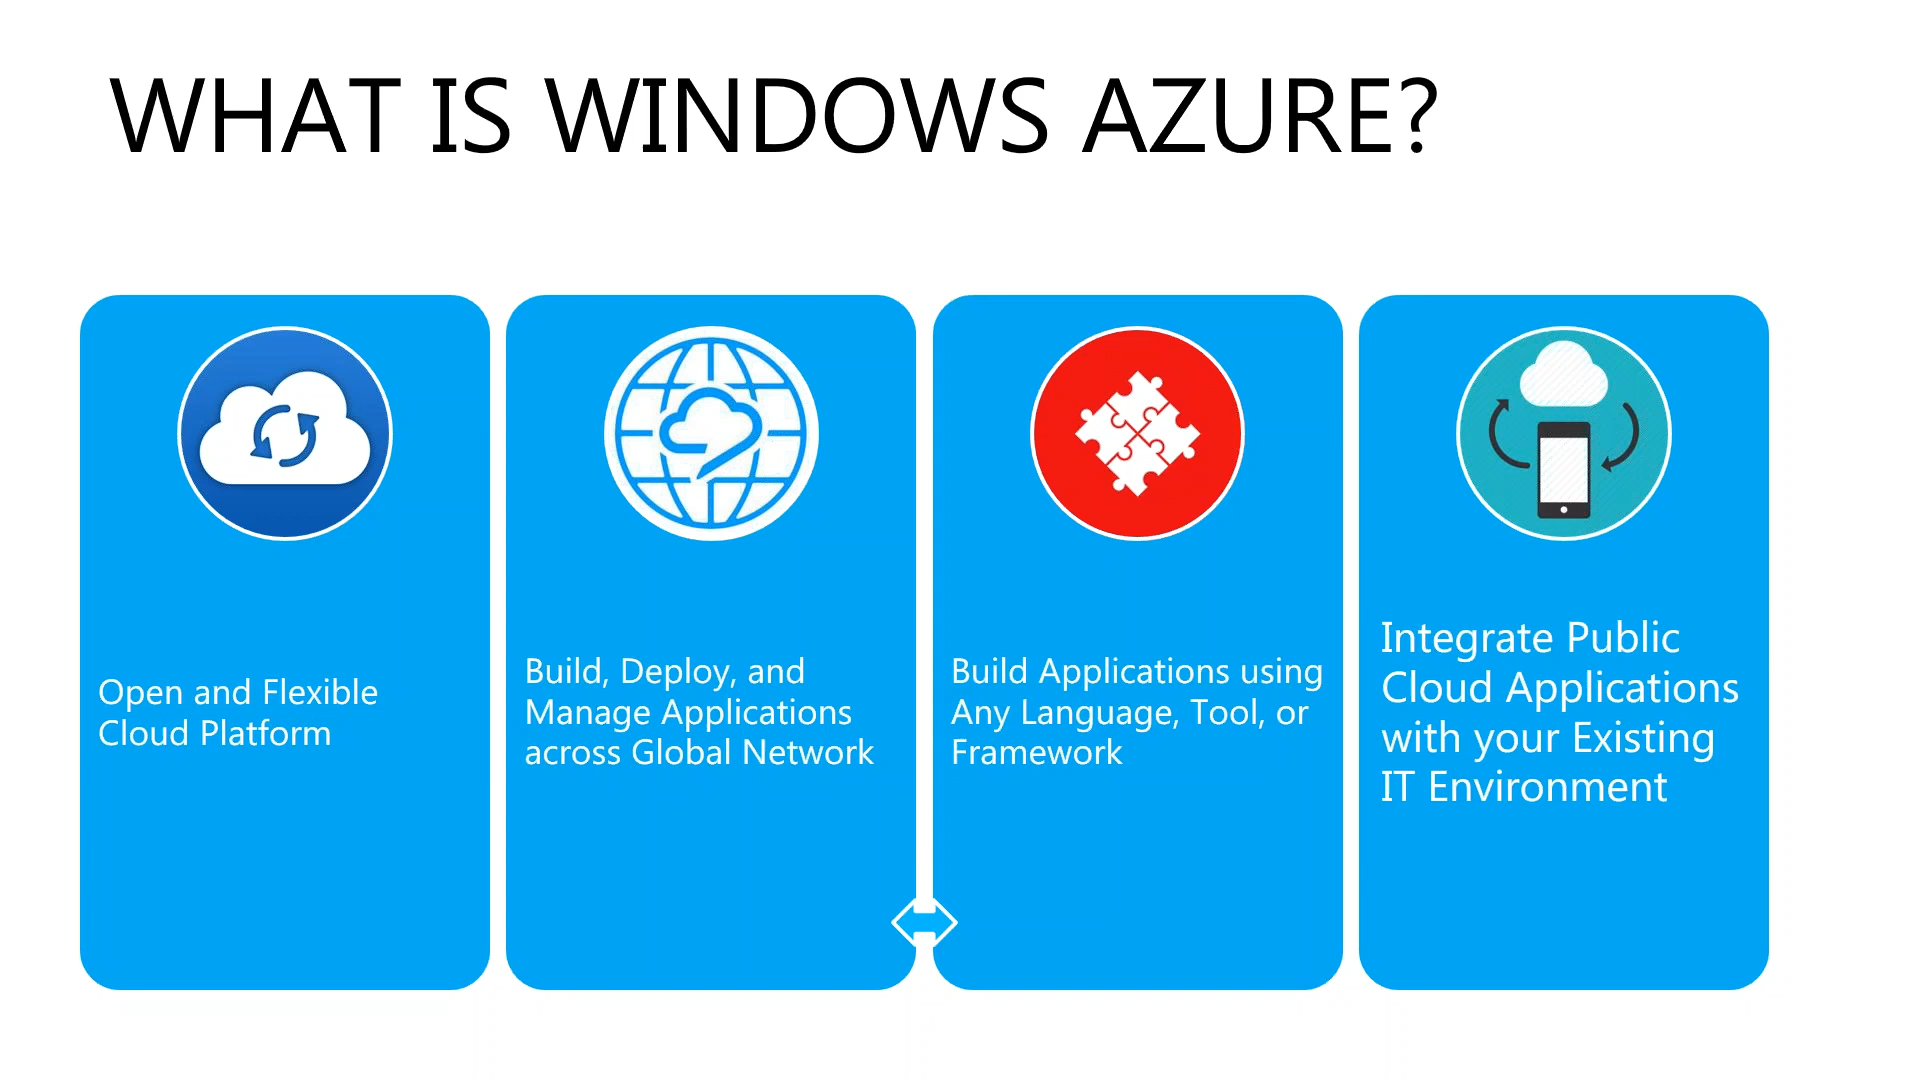 WHAT IS WINDOWS AZURE?
Open and Flexible
Cloud Platform
Build, Deploy, and
Manage Applications
across Global Network
Build Applications using
Any Language, Tool, or
Framework
Integrate Public
Cloud Applications
with your Existing
IT Environment